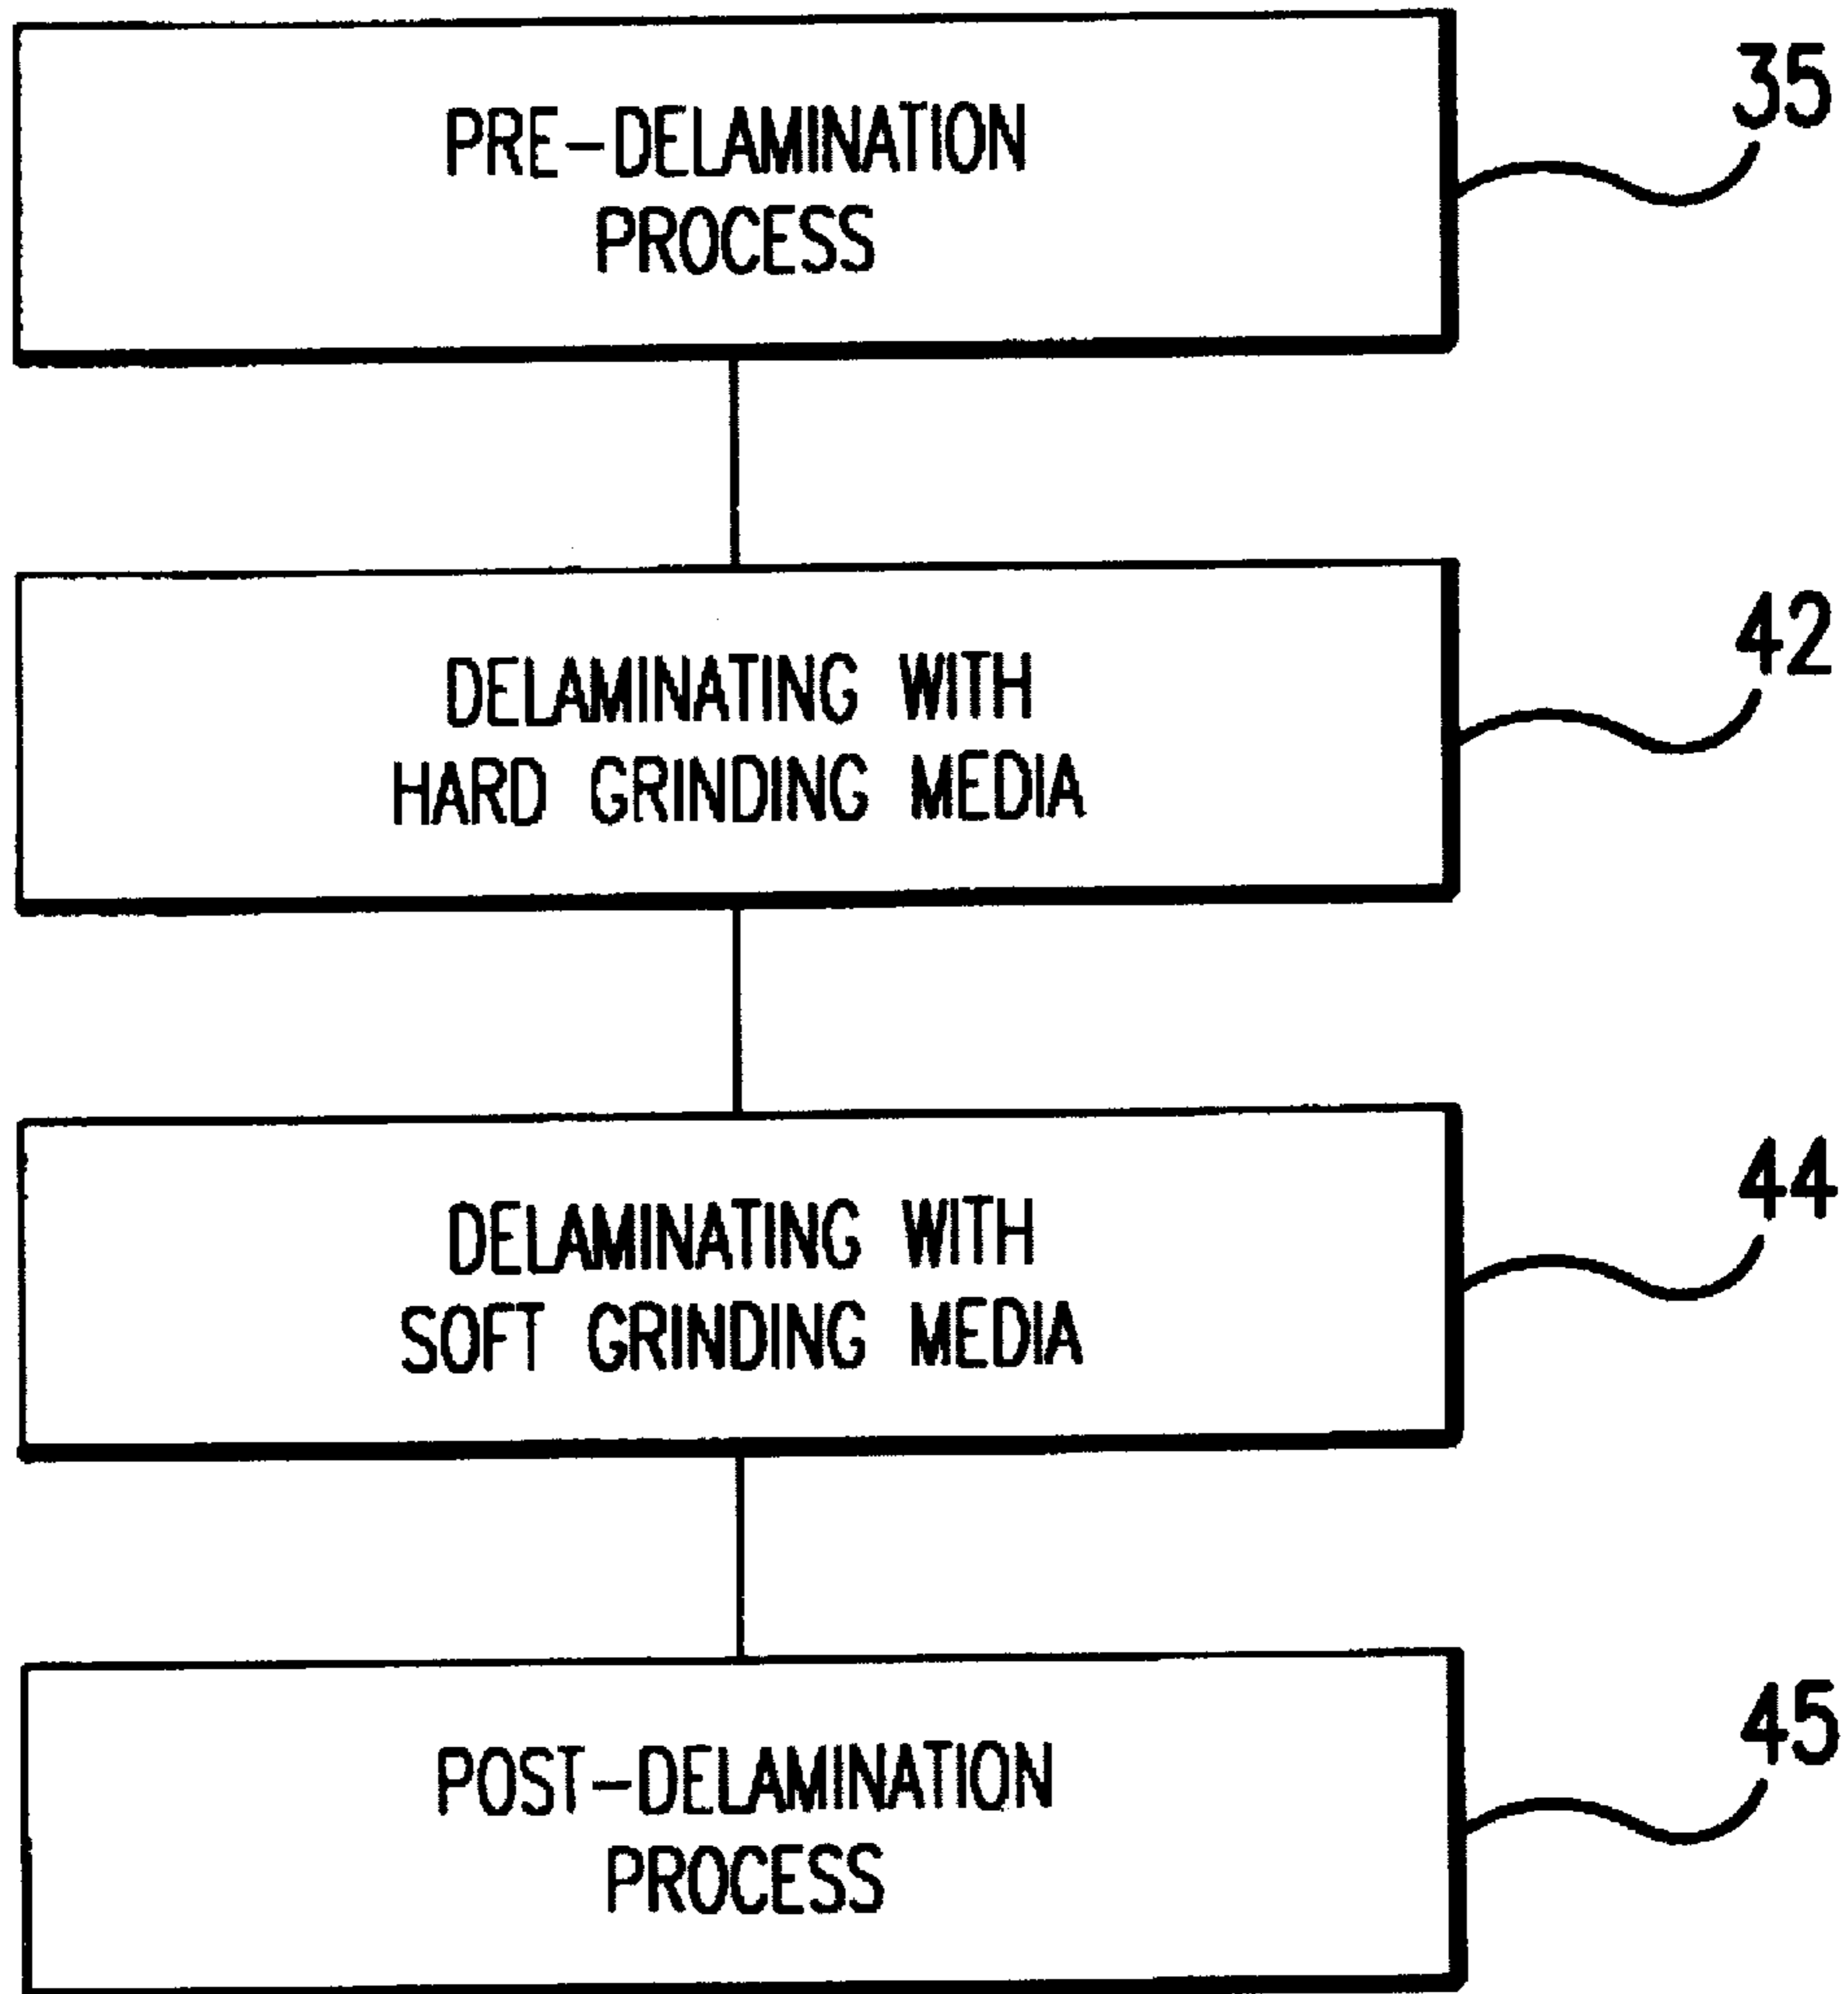 PRE-DELAMINATION
PROCESS
35
DELAMINATING WITH
HARD GRINDING MEDIA
42
DELAMINATING WITH
SOFT GRINDING MEDIA
44
POST-DELAMINATION
PROCESS
45